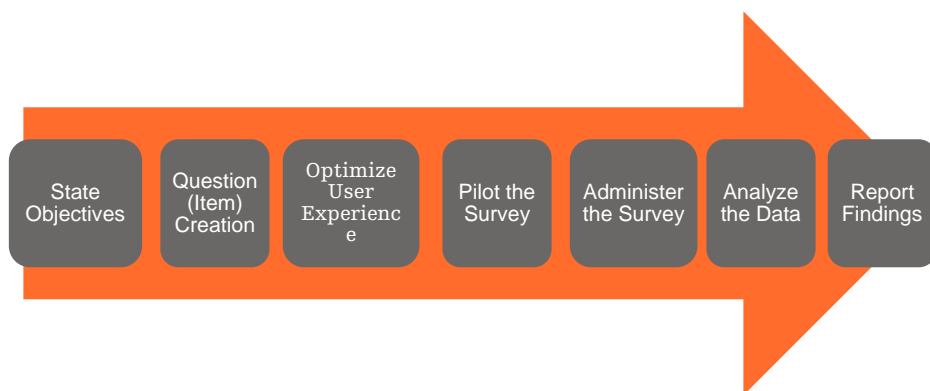 State
Objectives
Question
(Item)
Creation
Optimize
User
Experienc
e
Pilot the
Survey
Administer
the Survey
Analyze
the Data
Report
Findings